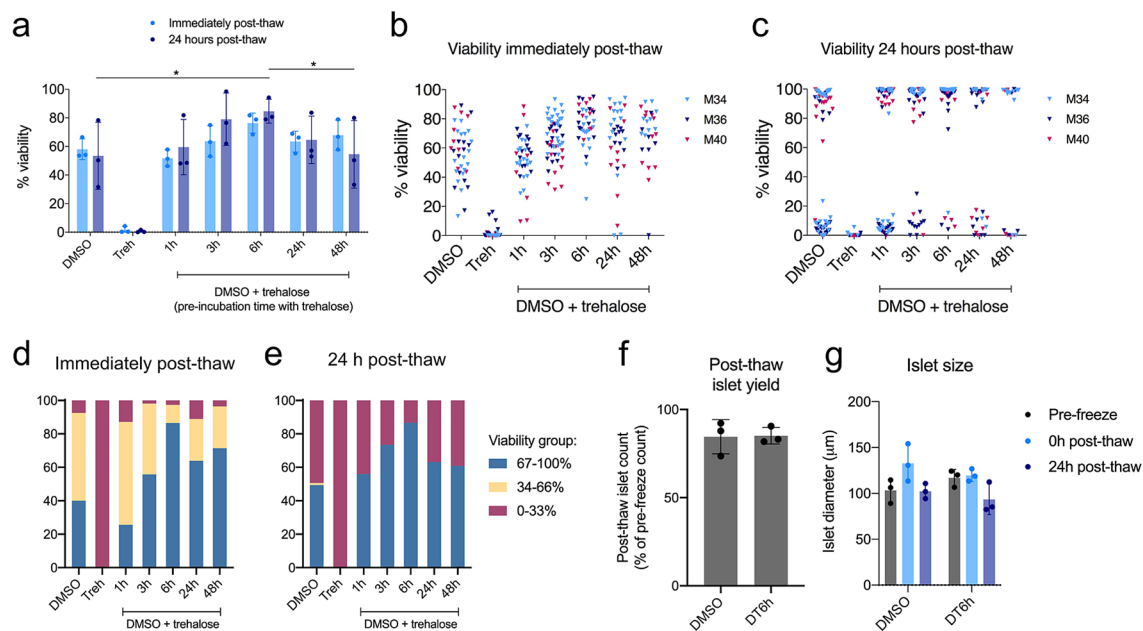 a
Immediately post-thaw
24 hours post-thaw
*
*
% viability
100
80
60
40
20
0
DMSO
Treh
1h
3h
6h
24h
48h
DMSO + trehalose
(pre-incubation time with trehalose)
b
Viability immediately post-thaw
% viability
100
80
60
40
20
0
M34
M36
M40
DMSO
Treh
1h
3h
6h
24h
48h
DMSO + trehalose
c
Viability 24 hours post-thaw
% viability
100
80
60
40
20
0
M34
M36
M40
DMSO
Treh
1h
3h
6h
24h
48h
DMSO + trehalose
d
Immediately post-thaw
100
80
60
40
20
0
DMSO
Treh
1h
3h
6h
24h
48h
DMSO + trehalose
e
24 h post-thaw
100
80
60
40
20
0
DMSO
Treh
1h
3h
6h
24h
48h
DMSO + trehalose
Viability group:
67-100%
34-66%
0-33%
f
Post-thaw
islet yield
Post-thaw islet count
(% of pre-freeze count)
100
50
0
DMSO
DT6h
g
Islet size
Islet diameter (μm)
200
150
100
50
0
DMSO
DT6h
Pre-freeze
0h post-thaw
24h post-thaw